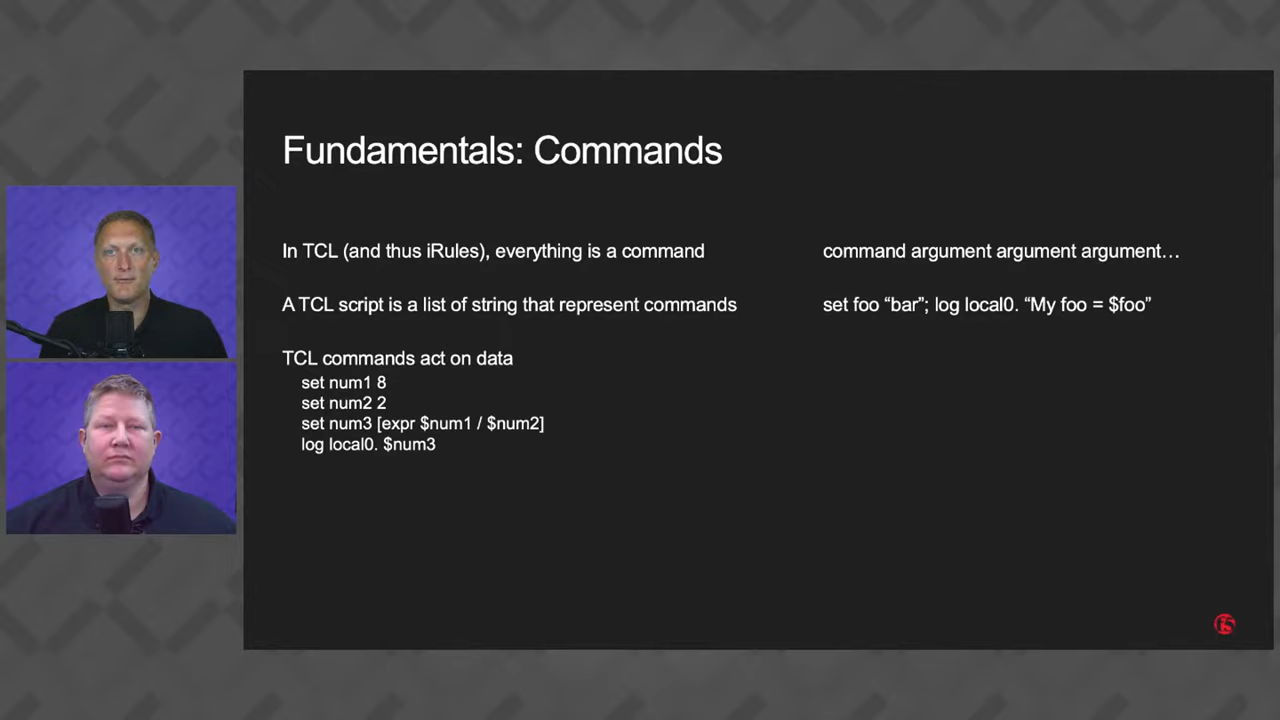 Fundamentals: Commands
In TCL (and thus iRules), everything is a command
command argument argument argument…
A TCL script is a list of string that represent commands
set foo “bar”; log local0. “My foo = $foo”
TCL commands act on data
set num1 8
set num2 2
set num3 [expr $num1 / $num2]
log local0. $num3
f5